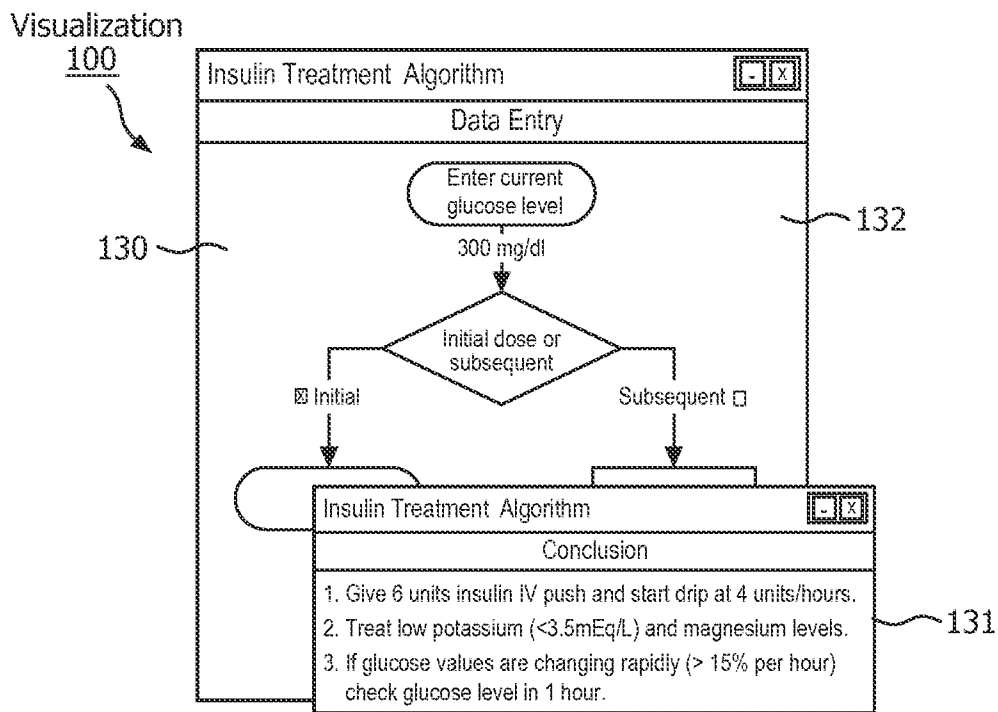 Visualization
100
Insulin Treatment Algorithm
- X
Data Entry
Enter current
glucose level
132
130
300 mg/dl
Initial dose or
subsequent
☒ Initial
Subsequent ☐
Insulin Treatment Algorithm
- X
Conclusion
1. Give 6 units insulin IV push and start drip at 4 units/hours.
131
2. Treat low potassium (<3.5mEq/L) and magnesium levels.
3. If glucose values are changing rapidly (> 15% per hour)
check glucose level in 1 hour.